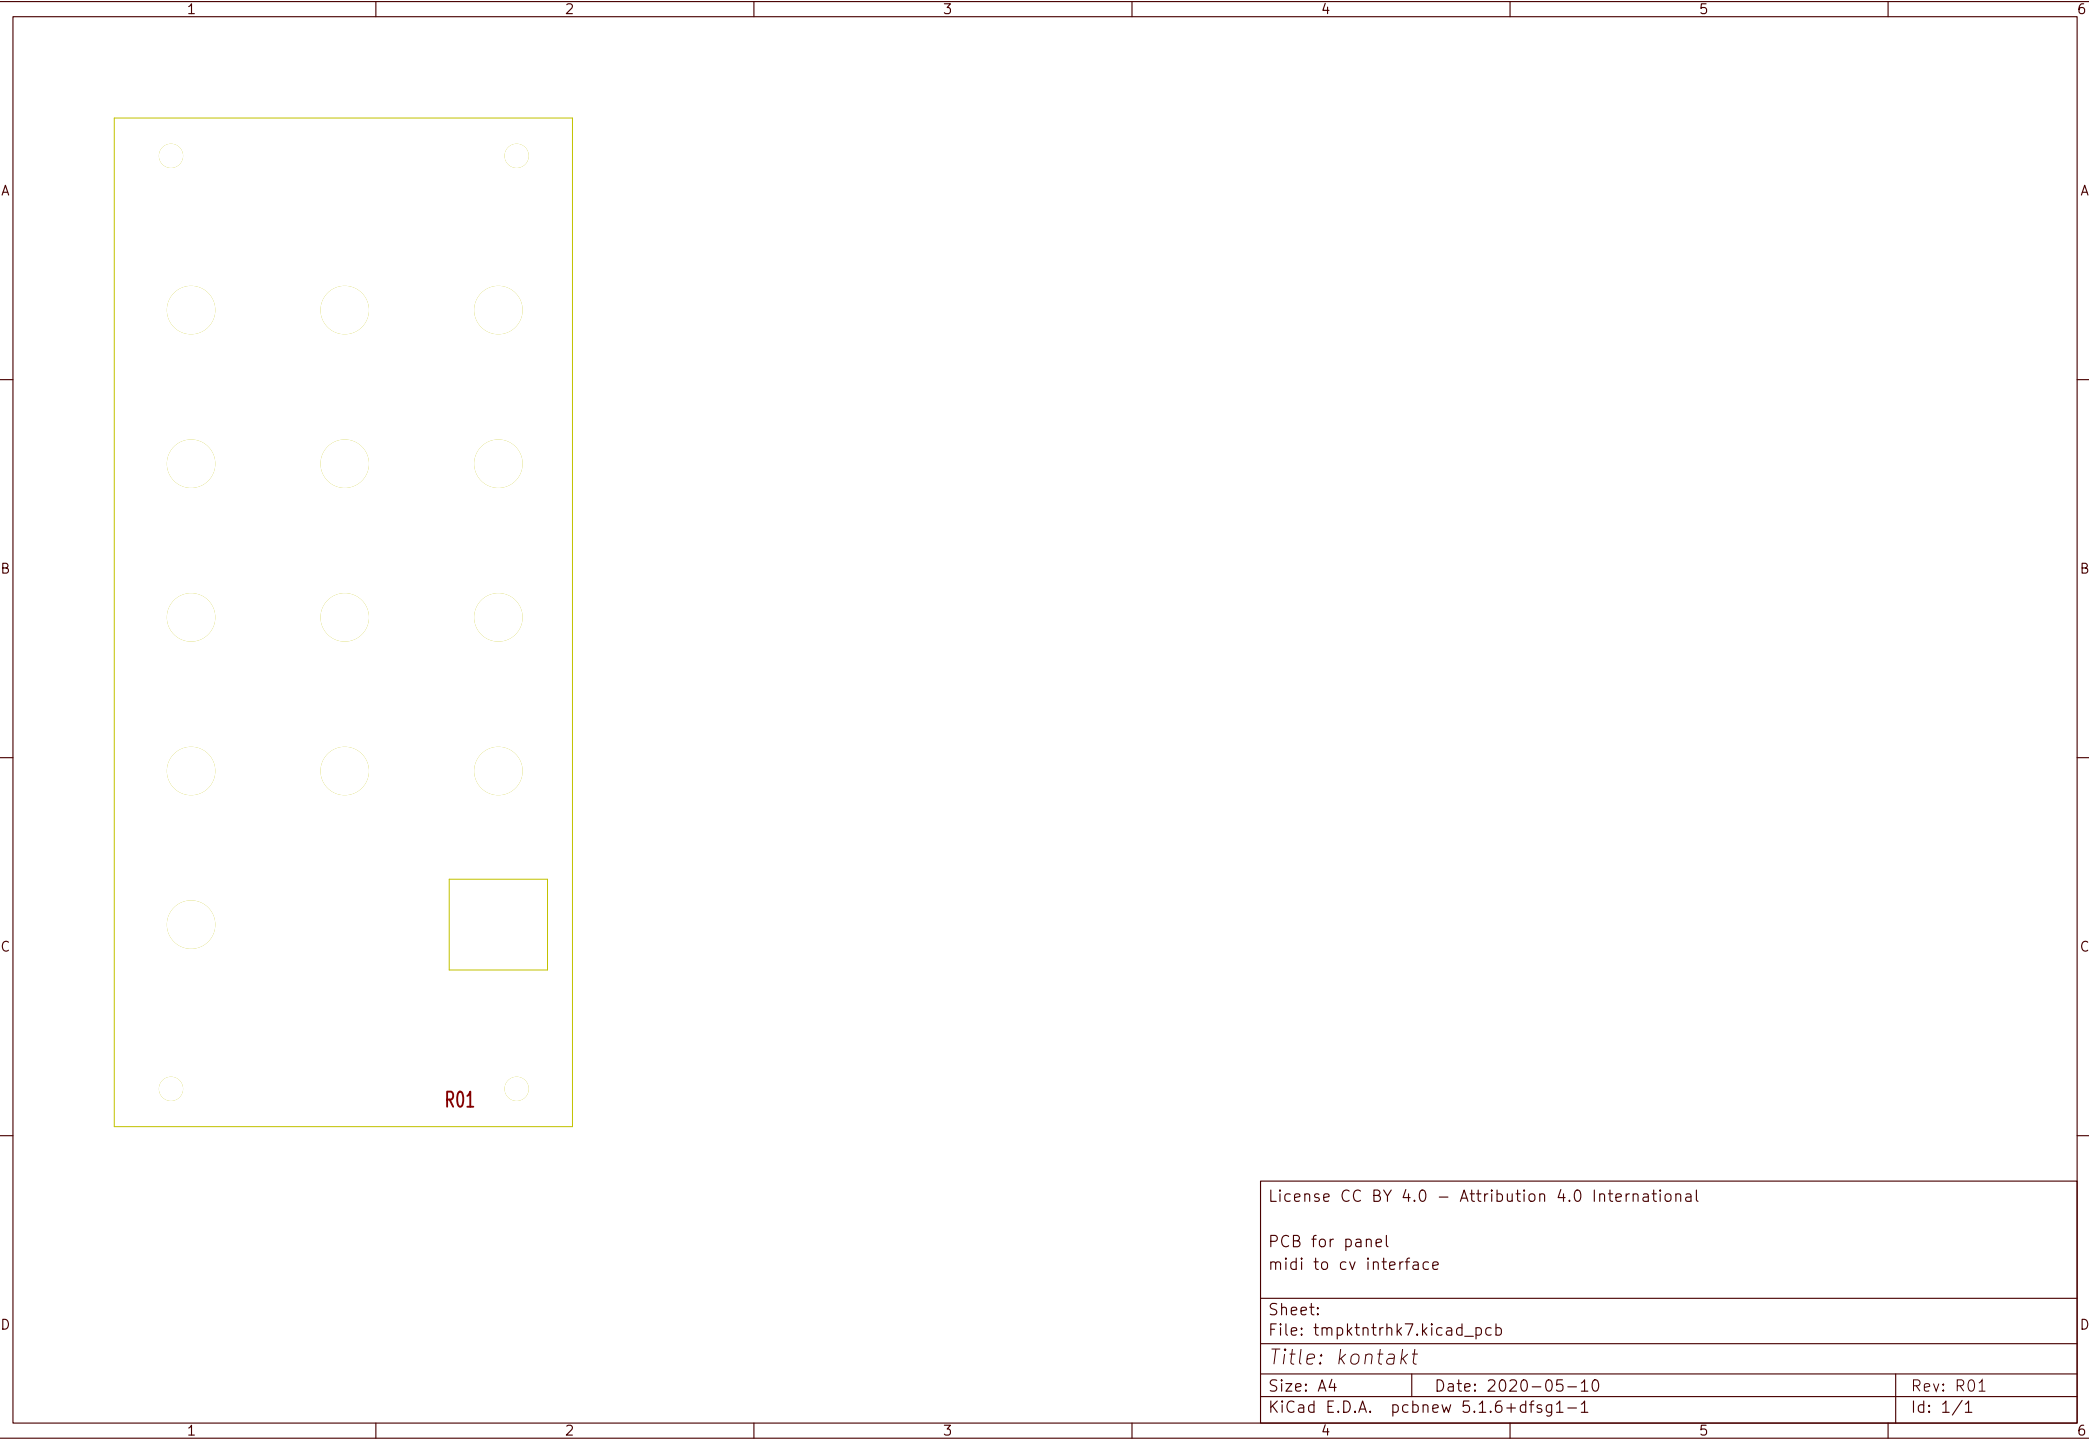 1 2 3 4 5 6
A A
B B
C C
R01
License CC BY 4.0 - Attribution 4.0 International
PCB for panel
midi to cv interface
Sheet:
File: tmpktntrhk7.kicad_pcb
D D
Title: kontakt
Size: A4 Date: 2020-05-10 Rev: R01
KiCad E.D.A. pcbnew 5.1.6+dfsg1-1 Id: 1/1
1 2 3 4 5 6